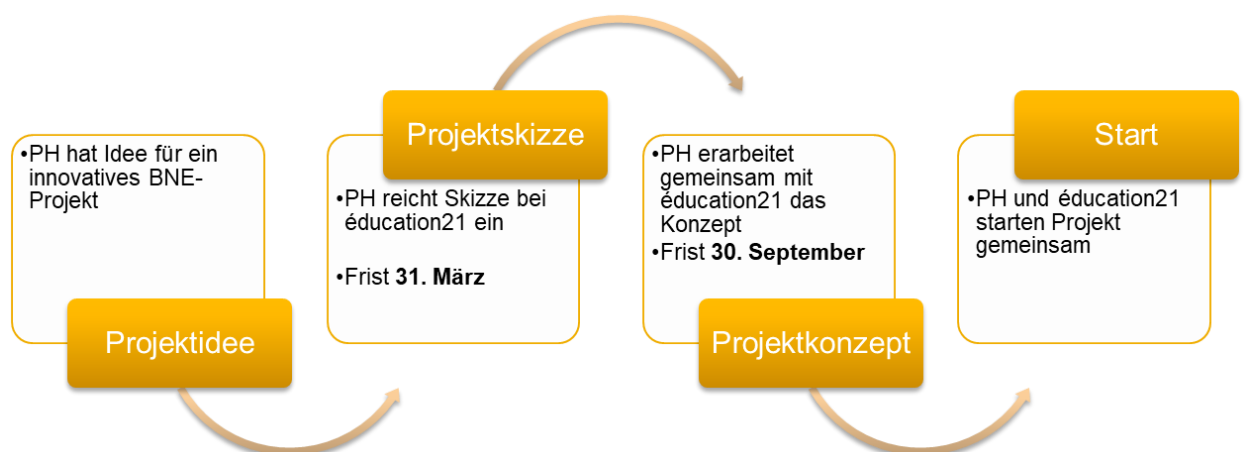 •PH hat Idee für ein
innovatives BNE-
Projekt
Projektidee
Projektskizze
•PH reicht Skizze bei
éducation21 ein
•Frist 31. März
•PH erarbeitet
gemeinsam mit
éducation21 das
Konzept
•Frist 30. September
Projektkonzept
Start
•PH und éducation21
starten Projekt
gemeinsam